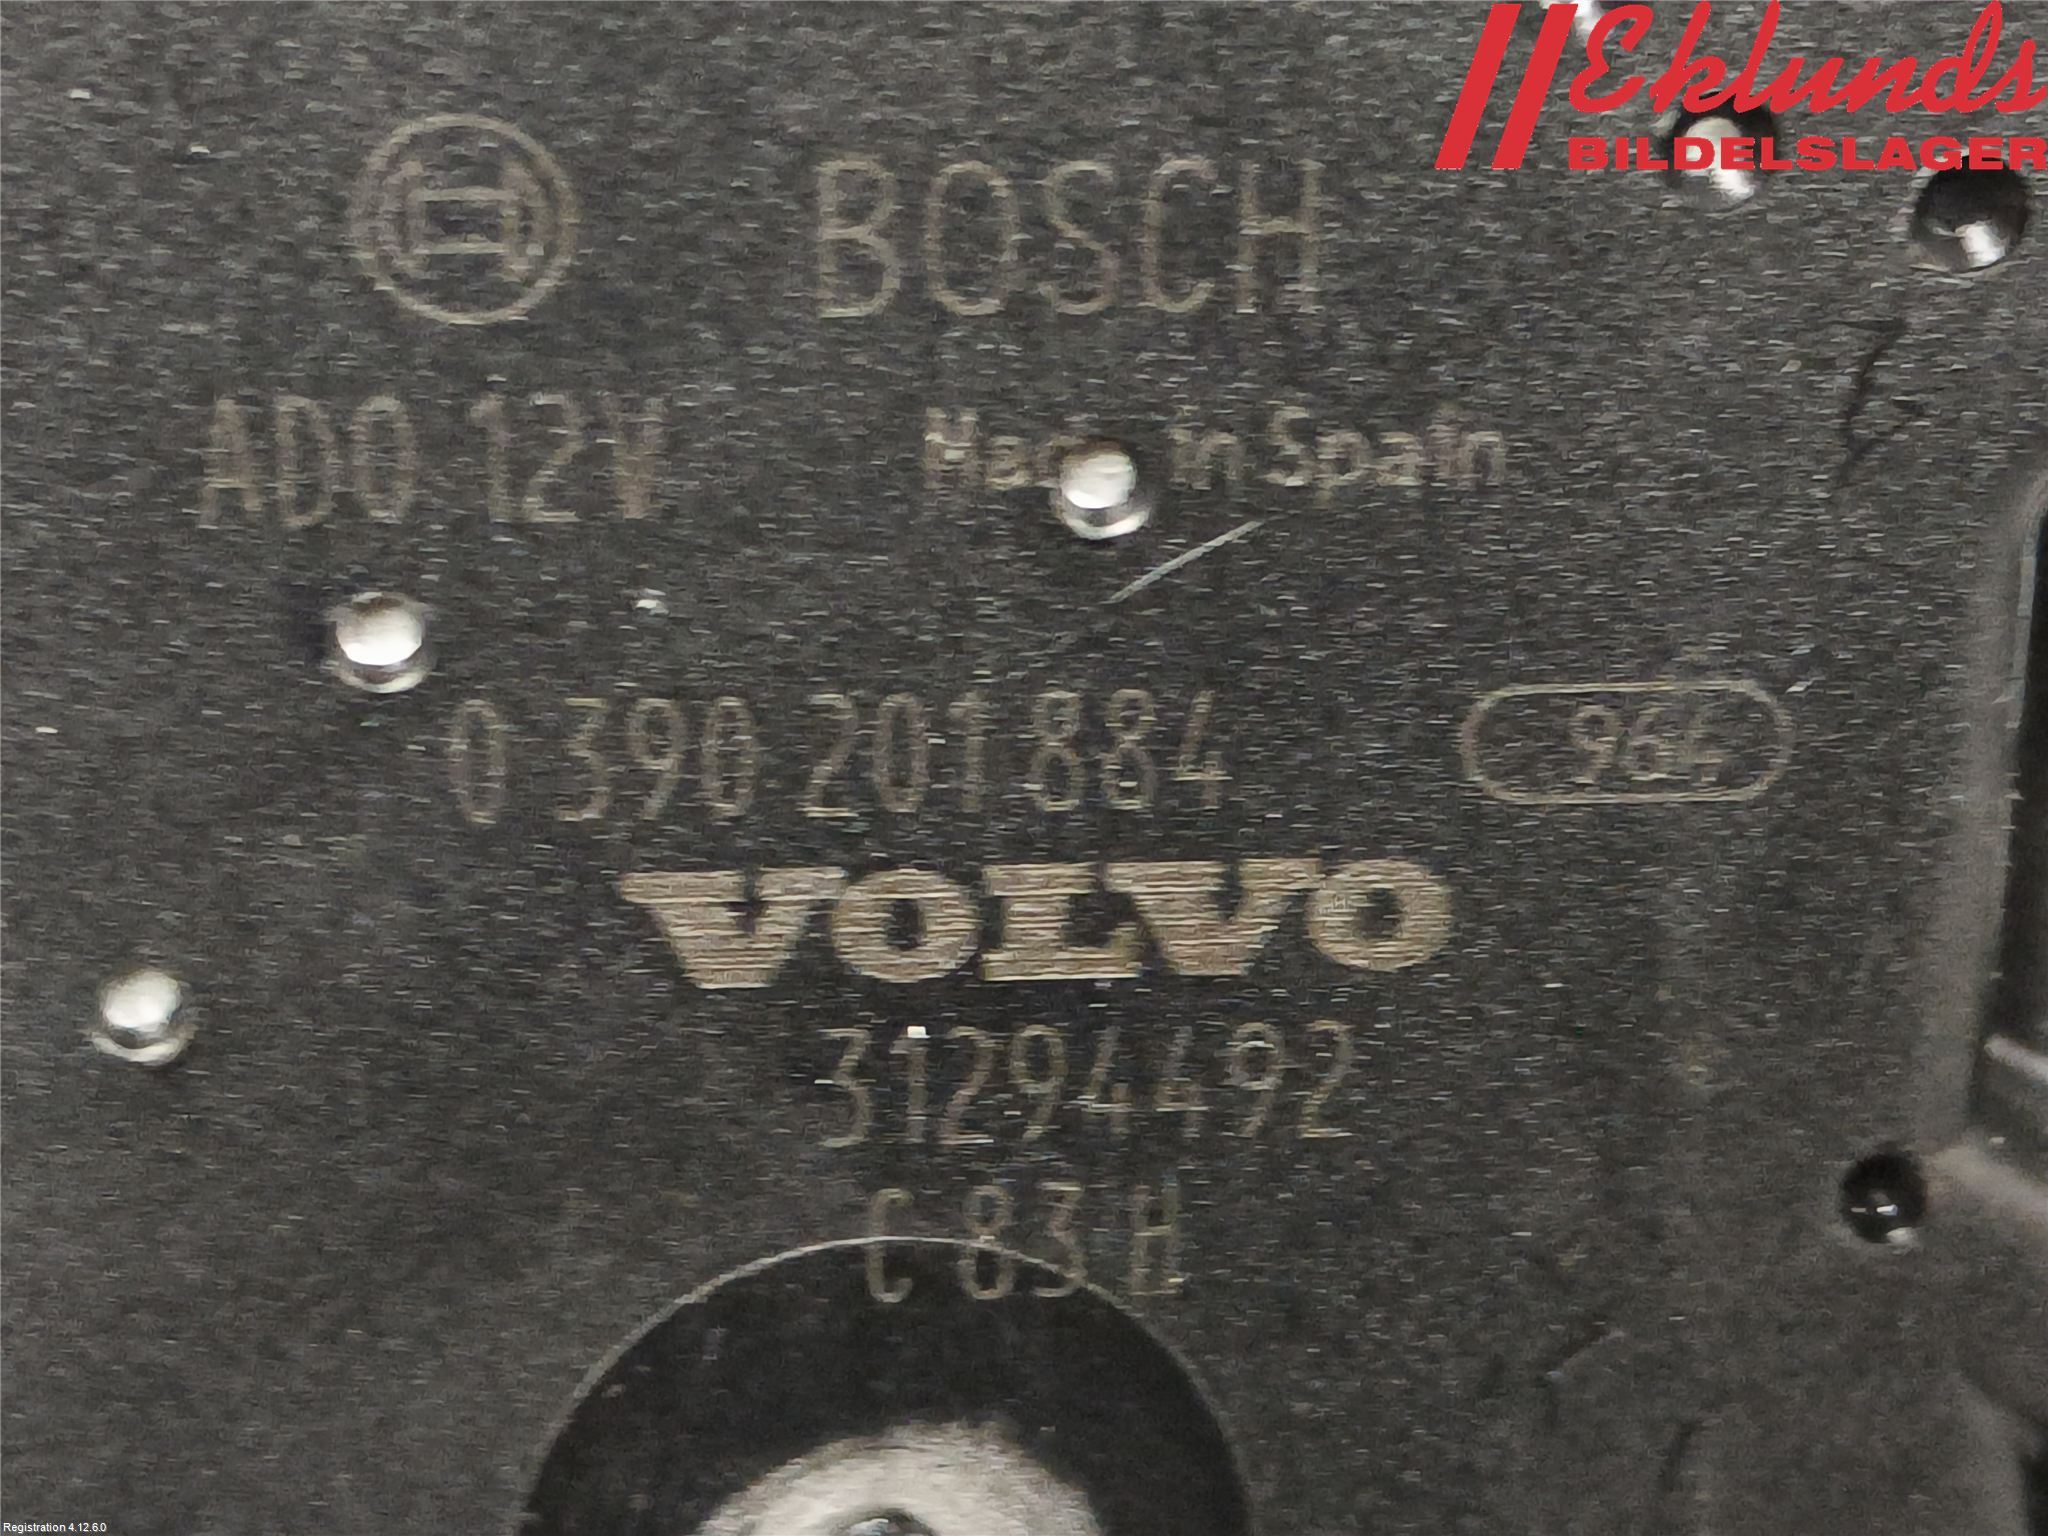 Eklunds
BILDELSLAGER
BOSCH
AD0 12V
Made in Spain
0 390 201 884
964
VOLVO
31294492
C 83 H
Registration 4.12.6.0